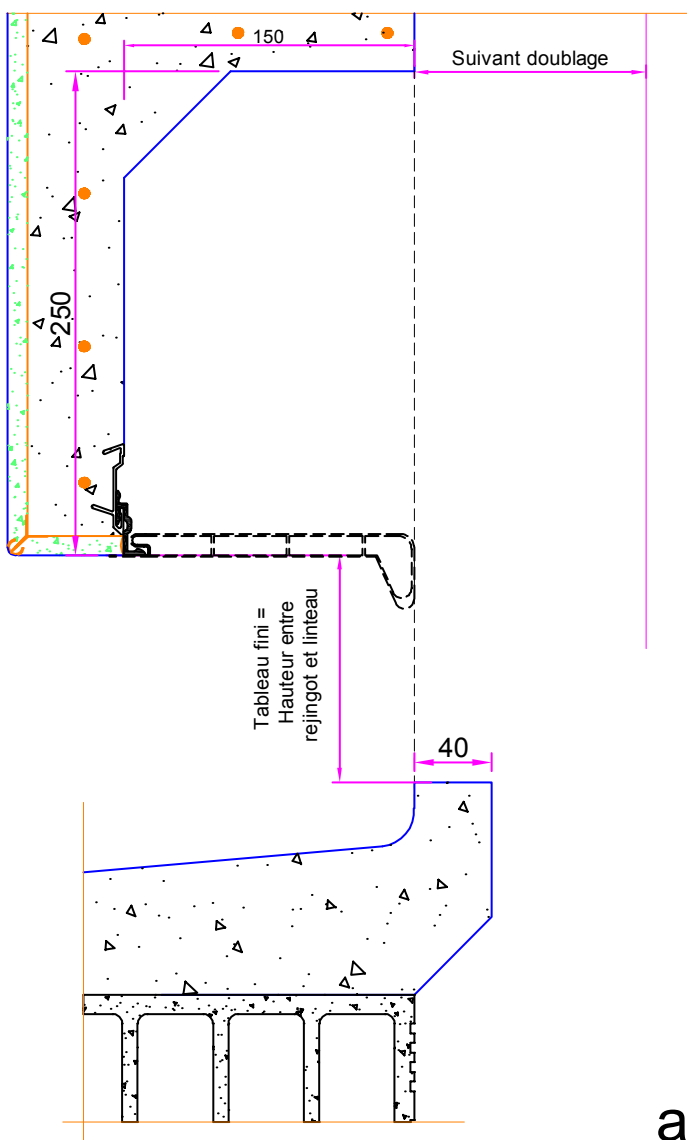 150
Suivant doublage
250
Tableau fini =
Hauteur entre
rejingot et linteau
40
a